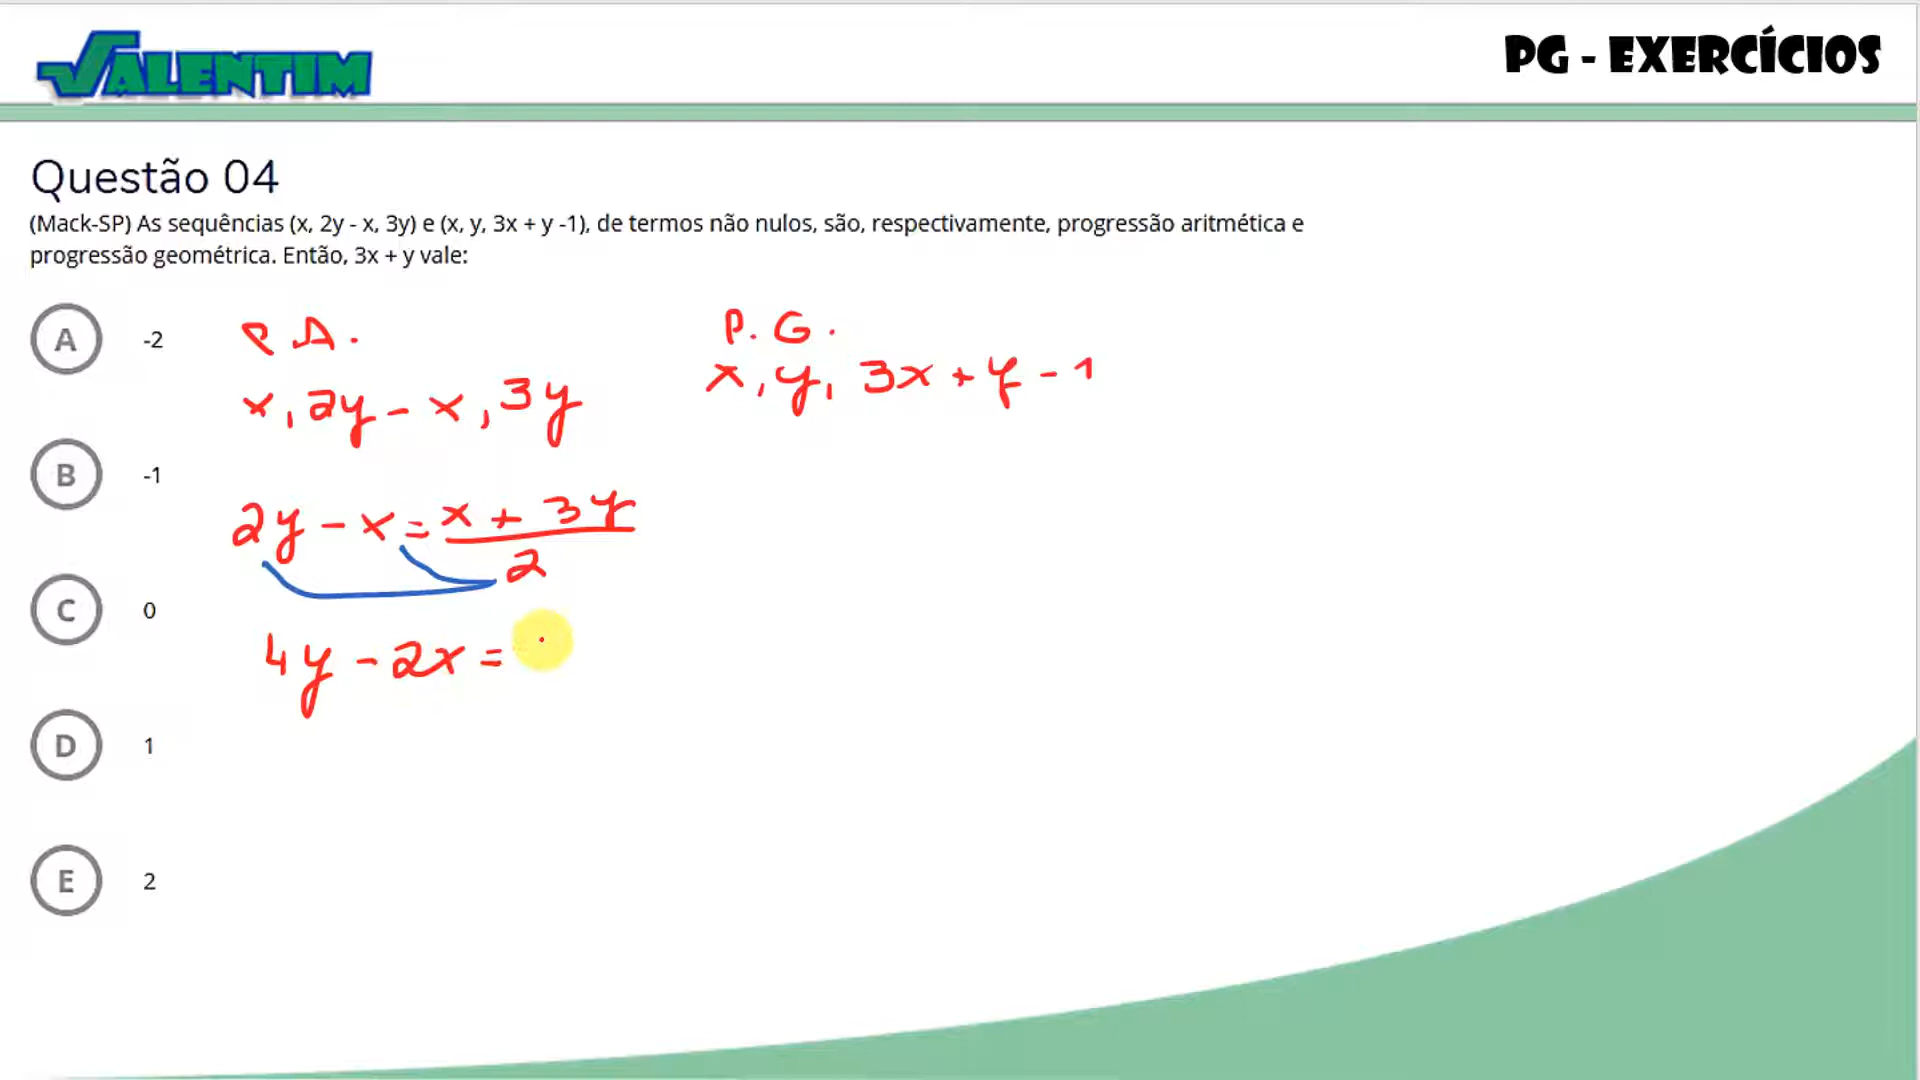 VALENTIM
PG - EXERCÍCIOS
Questão 04
(Mack-SP) As sequências (x, 2y - x, 3y) e (x, y, 3x + y -1), de termos não nulos, são, respectivamente, progressão aritmética e
progressão geométrica. Então, 3x + y vale:
A -2
B -1
C 0
D 1
E 2
P.A.
x, 2y - x, 3y
2y - x = x + 3y
2
4y - 2x =
P.G.
x, y, 3x + y - 1